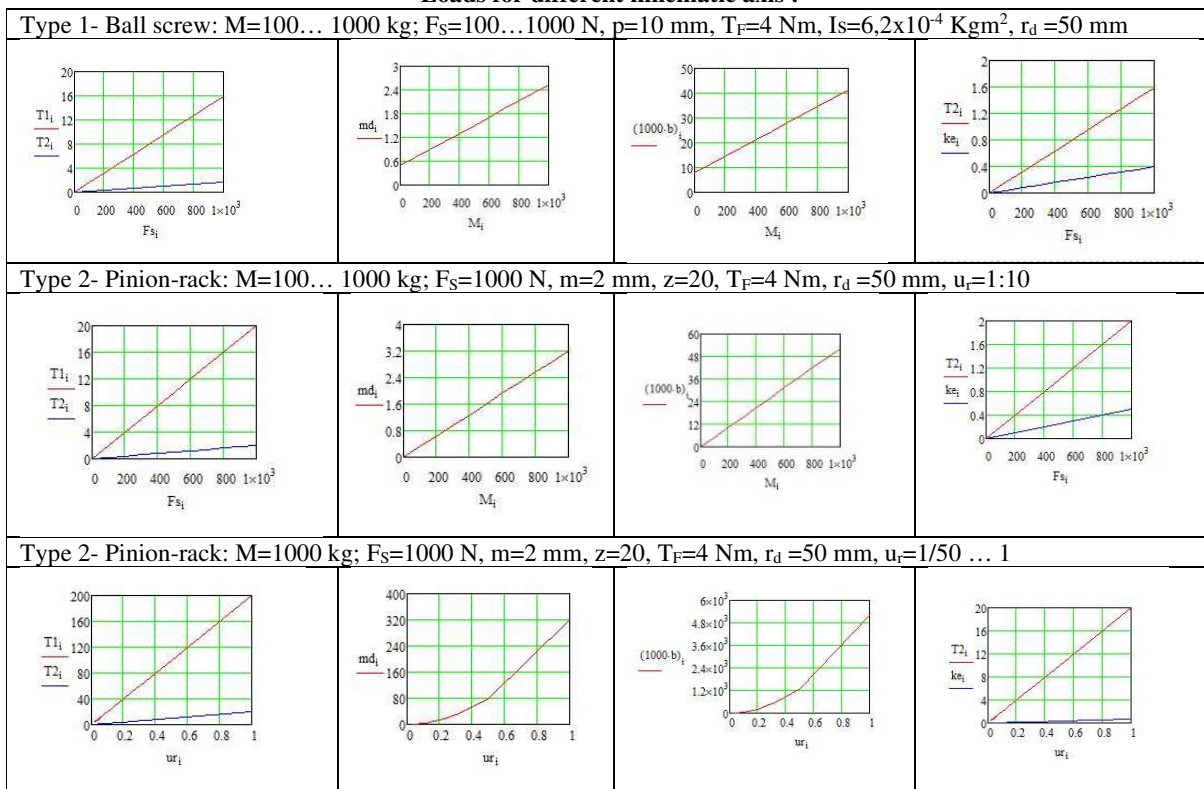 Loads for different kinematic axis .
Type 1- Ball screw: M=100… 1000 kg; FS=100…1000 N, p=10 mm, TF=4 Nm, Is=6,2x10-4 Kgm2, rd =50 mm
20
16
12
8
4
0
T1i
T2i
0 200 400 600 800 1×10³
Fsi
3
2.4
1.8
1.2
0.6
0
mdi
0 200 400 600 800 1×10³
Mi
50
40
30
20
10
0
(1000·b)i
0 200 400 600 800 1×10³
Mi
2
1.6
1.2
0.8
0.4
0
T2i
kei
0 200 400 600 800 1×10³
Fsi
Type 2- Pinion-rack: M=100… 1000 kg; FS=1000 N, m=2 mm, z=20, TF=4 Nm, rd =50 mm, ur=1:10
20
16
12
8
4
0
T1i
T2i
0 200 400 600 800 1×10³
Fsi
4
3.2
2.4
1.6
0.8
0
mdi
0 200 400 600 800 1×10³
Mi
60
48
36
24
12
0
(1000·b)i
0 200 400 600 800 1×10³
Mi
2
1.6
1.2
0.8
0.4
0
T2i
kei
0 200 400 600 800 1×10³
Fsi
Type 2- Pinion-rack: M=1000 kg; FS=1000 N, m=2 mm, z=20, TF=4 Nm, rd =50 mm, ur=1/50 … 1
200
160
120
80
40
0
T1i
T2i
0 0.2 0.4 0.6 0.8 1
uri
400
320
240
160
80
0
mdi
0 0.2 0.4 0.6 0.8 1
uri
6×10³
4.8×10³
3.6×10³
2.4×10³
1.2×10³
0
(1000·b)i
0 0.2 0.4 0.6 0.8 1
uri
20
16
12
8
4
0
T2i
kei
0 0.2 0.4 0.6 0.8 1
uri